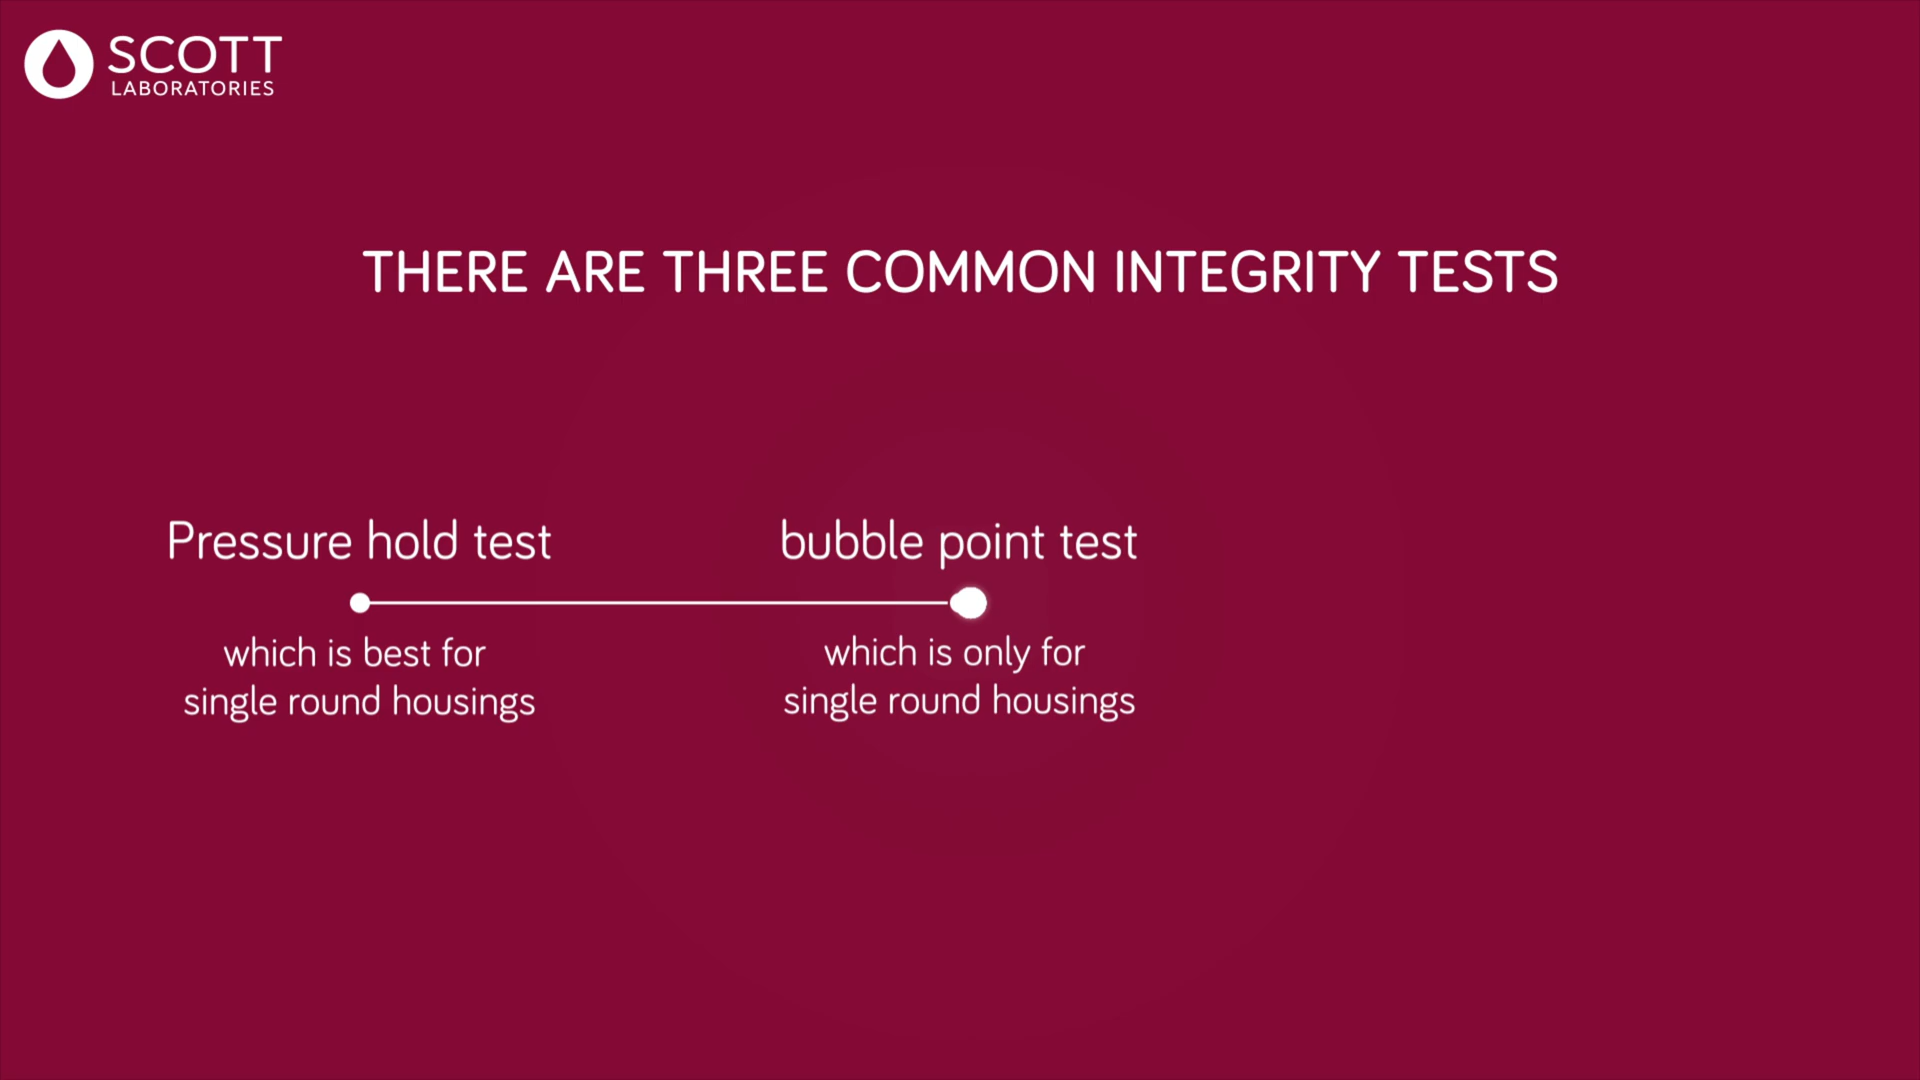 SCOTT
LABORATORIES
THERE ARE THREE COMMON INTEGRITY TESTS
Pressure hold test
which is best for
single round housings
bubble point test
which is only for
single round housings